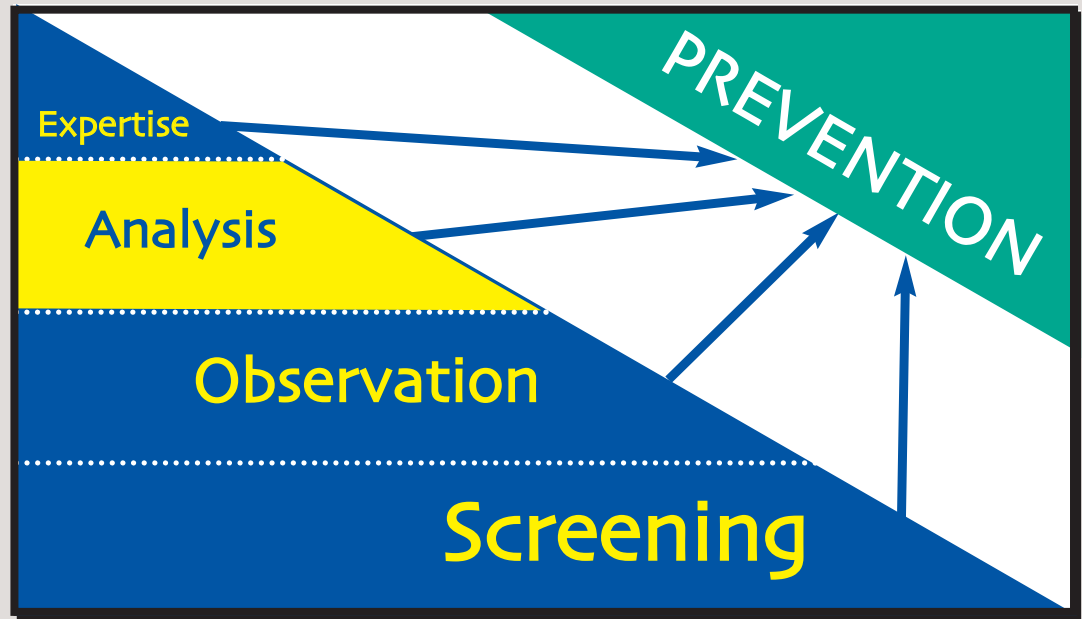 PREVENTION
Expertise
Analysis
Observation
Screening